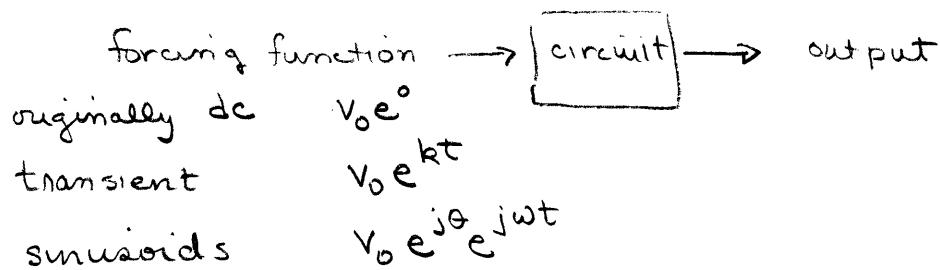 forcing function → circuit → output
originally dc V₀e⁰
transient V₀e^{kt}
sinusoids V₀e^{jθ}e^{jωt}